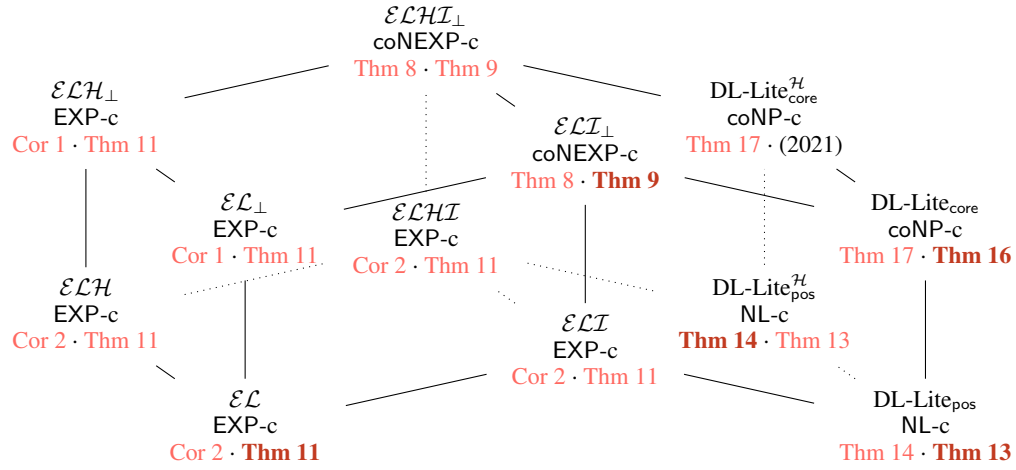 ℰℒℋℐ⊥
coNEXP-c
Thm 8 · Thm 9
ℰℒℋ⊥
EXP-c
Cor 1 · Thm 11
DL-Lite^ℋ_core
coNP-c
Thm 17 · (2021)
ℰℒℐ⊥
coNEXP-c
Thm 8 · Thm 9
ℰℒ⊥
EXP-c
Cor 1 · Thm 11
ℰℒℋℐ
EXP-c
Cor 2 · Thm 11
DL-Lite_core
coNP-c
Thm 17 · Thm 16
ℰℒℋ
EXP-c
Cor 2 · Thm 11
DL-Lite^ℋ_pos
NL-c
Thm 14 · Thm 13
ℰℒℐ
EXP-c
Cor 2 · Thm 11
ℰℒ
EXP-c
Cor 2 · Thm 11
DL-Lite_pos
NL-c
Thm 14 · Thm 13